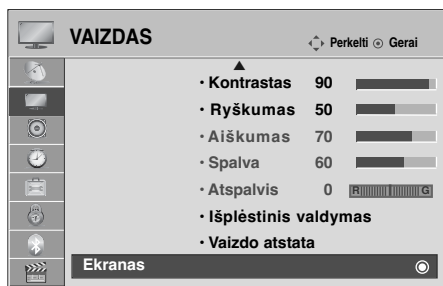 VAIZDAS Perkelti Gerai
• Kontrastas 90
• Ryškumas 50
• Aiškumas 70
• Spalva 60
• Atspalvis 0 R G
• Išplėstinis valdymas
• Vaizdo atstata
Ekranas